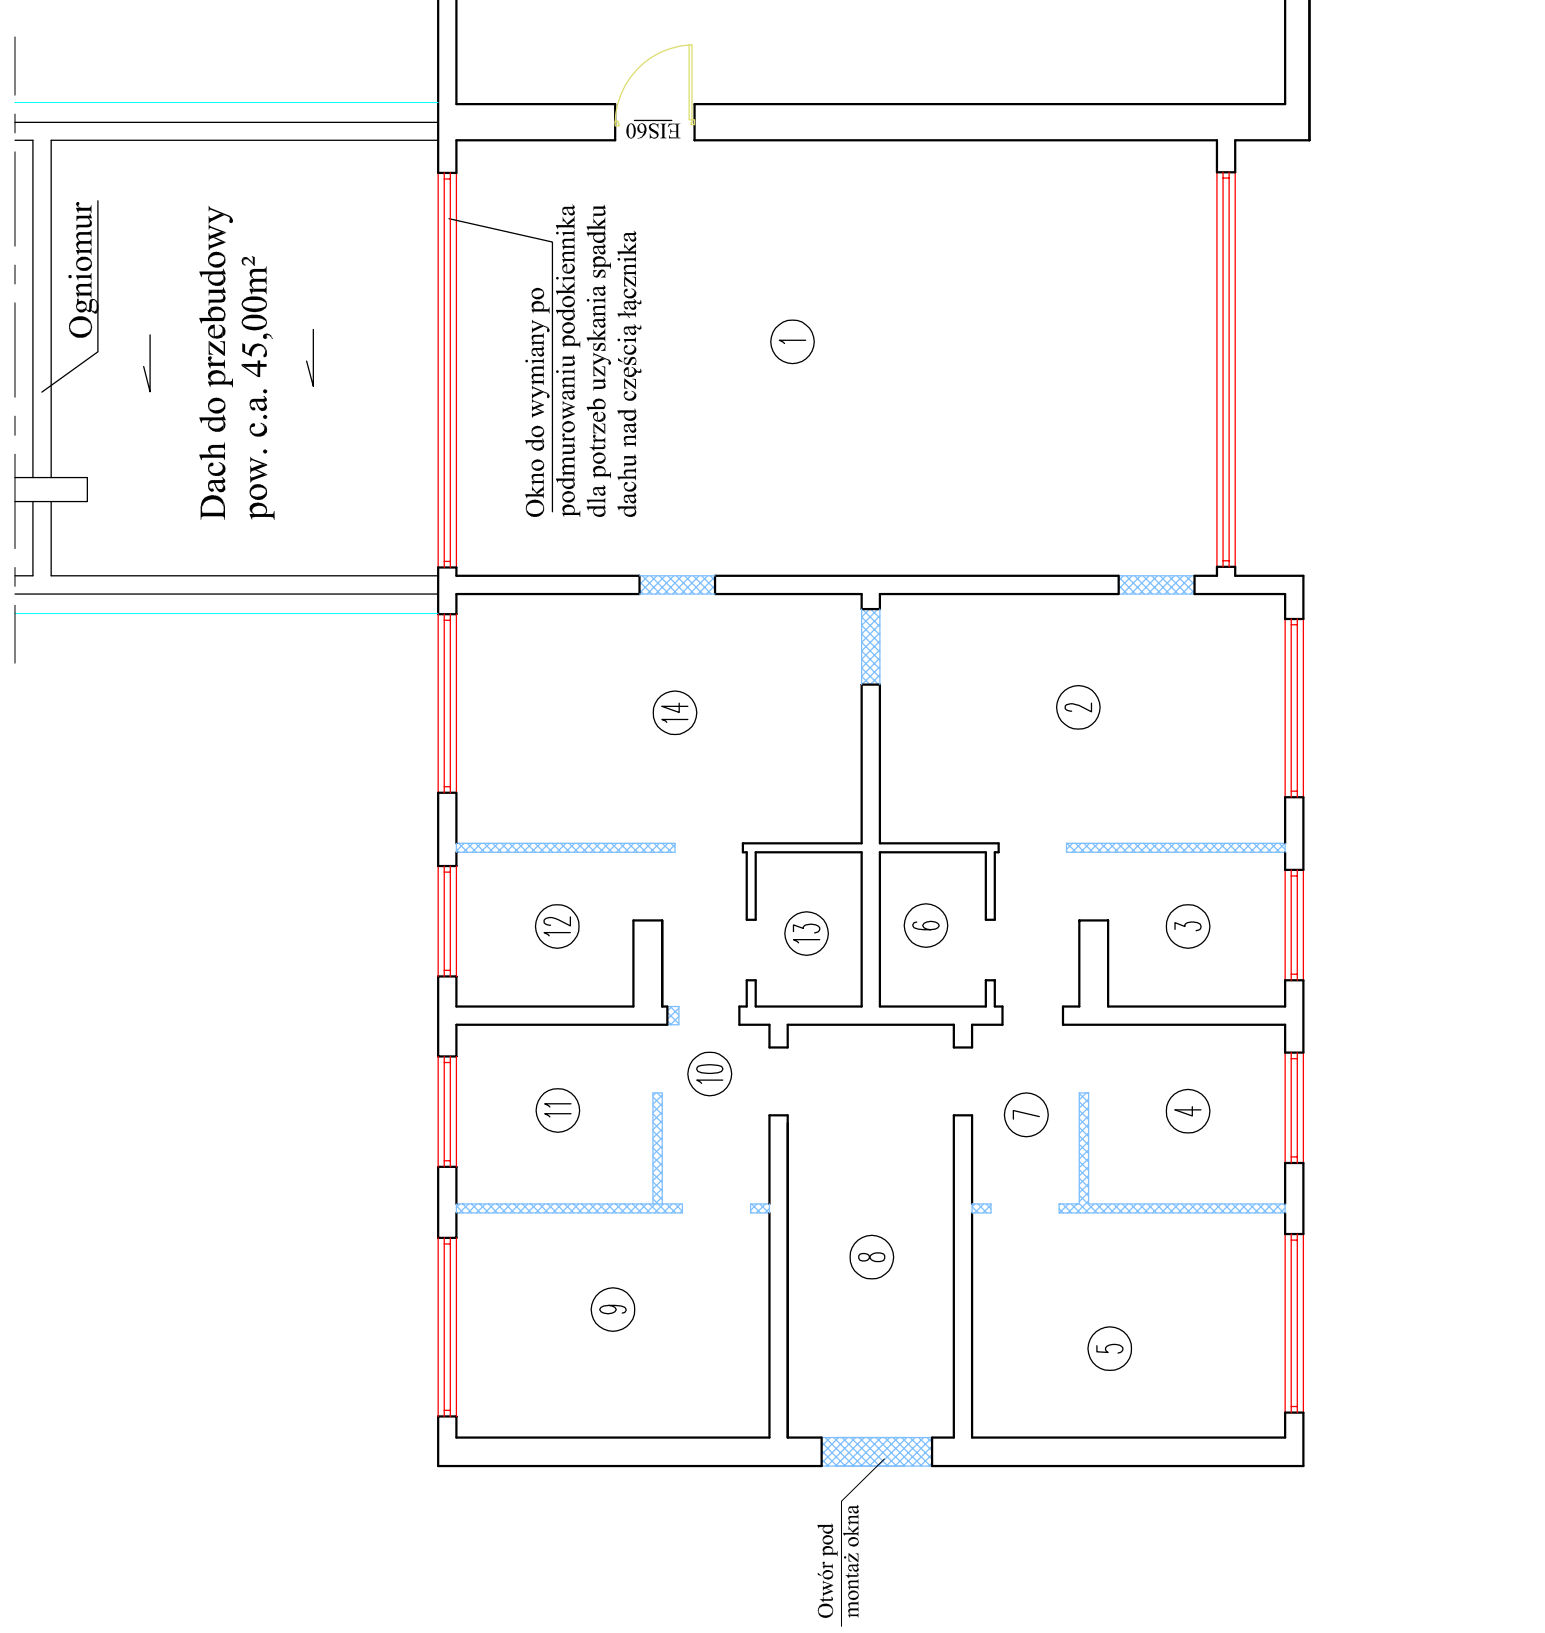 EIS60
Ogniomur
Dach do przebudowy
pow. c.a. 45,00m²
Okno do wymiany po
podmurowaniu podokiennika
dla potrzeb uzyskania spadku
dachu nad częścią łącznika
1
14
2
12
13
6
3
11
10
7
4
9
8
5
Otwór pod
montaż okna